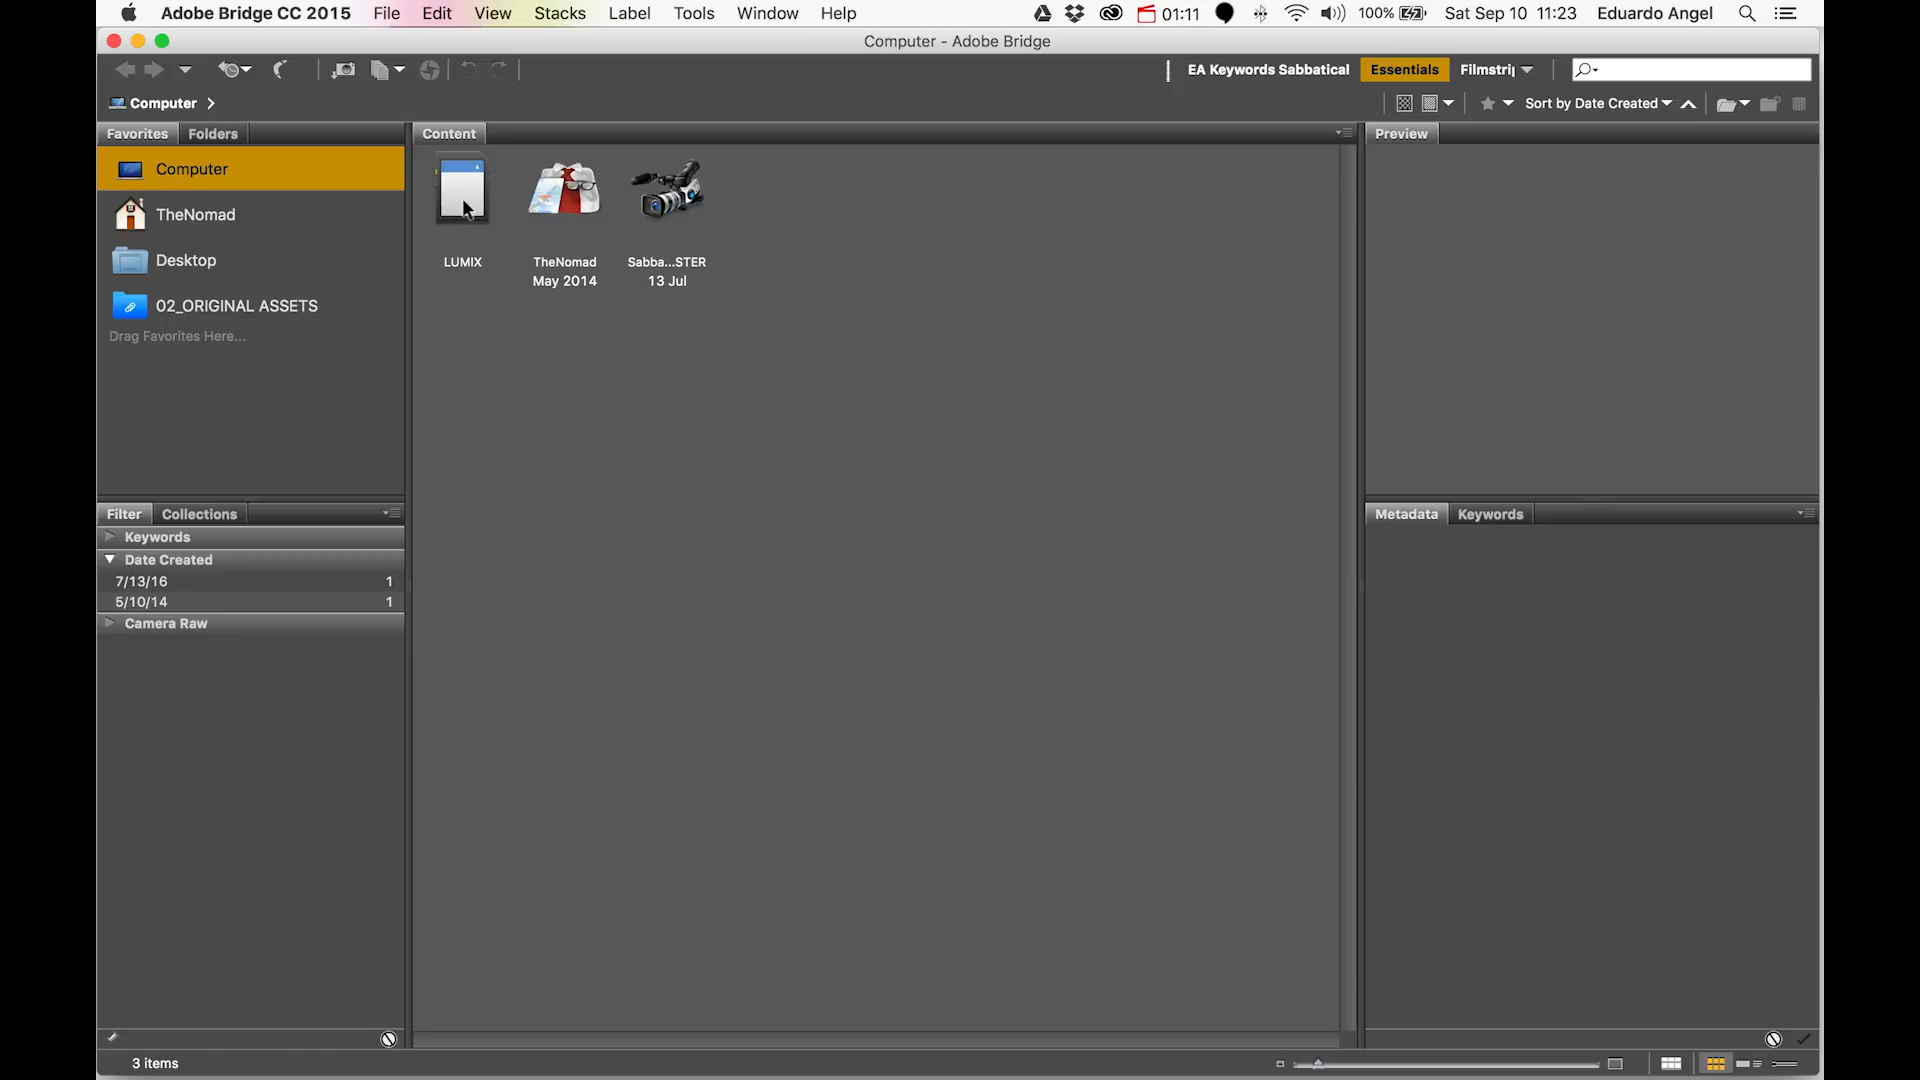 Adobe Bridge CC 2015 File Edit View Stacks Label Tools Window Help 01:11 100% Sat Sep 10 11:23 Eduardo Angel
Computer - Adobe Bridge
EA Keywords Sabbatical Essentials Filmstri
Computer
Sort by Date Created
Favorites Folders
Content
Preview
Computer
TheNomad
Desktop
02_ORIGINAL ASSETS
Drag Favorites Here...
LUMIX
TheNomad
May 2014
Sabba...STER
13 Jul
Filter Collections
Keywords
Date Created
7/13/16 1
5/10/14 1
Camera Raw
Metadata Keywords
3 items